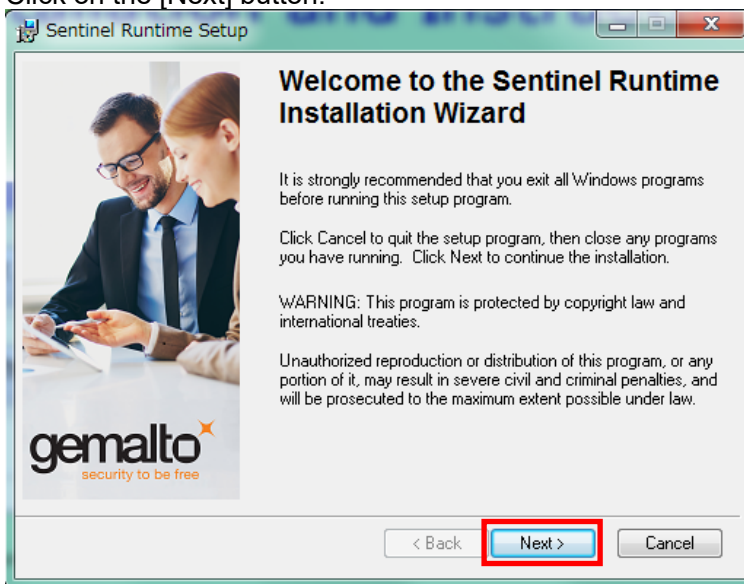 Click on the [Next] button.
Sentinel Runtime Setup
Welcome to the Sentinel Runtime
Installation Wizard
It is strongly recommended that you exit all Windows programs
before running this setup program.
Click Cancel to quit the setup program, then close any programs
you have running. Click Next to continue the installation.
WARNING: This program is protected by copyright law and
international treaties.
Unauthorized reproduction or distribution of this program, or any
portion of it, may result in severe civil and criminal penalties, and
will be prosecuted to the maximum extent possible under law.
gemalto
security to be free
< Back
Next >
Cancel